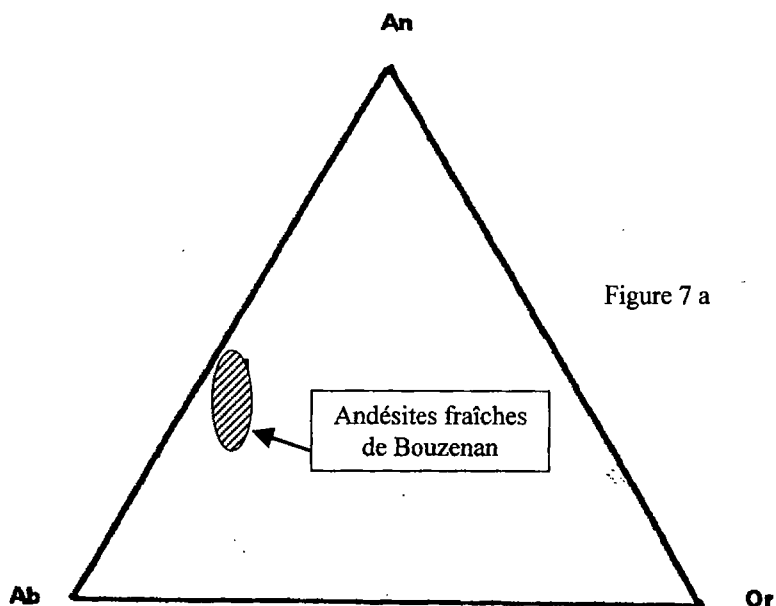 An
Figure 7 a
Andésites fraîches
de Bouzenan
Ab
Or